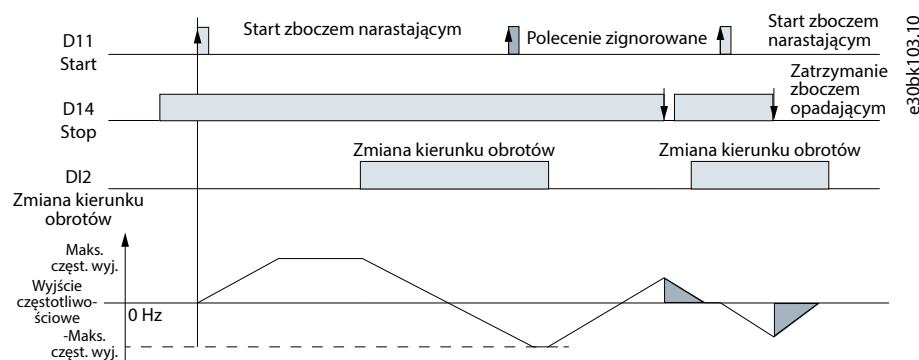 D11
Start
Start zboczem narastającym
Polecenie zignorowane
Start zboczem
narastającym
e30bk103.10
D14
Stop
Zatrzymanie
zboczem
opadającym
DI2
Zmiana kierunku
obrotów
Zmiana kierunku obrotów
Zmiana kierunku obrotów
Maks.
częst. wyj.
Wyjście
częstotliwo-
ściowe
0 Hz
-Maks.
częst. wyj.